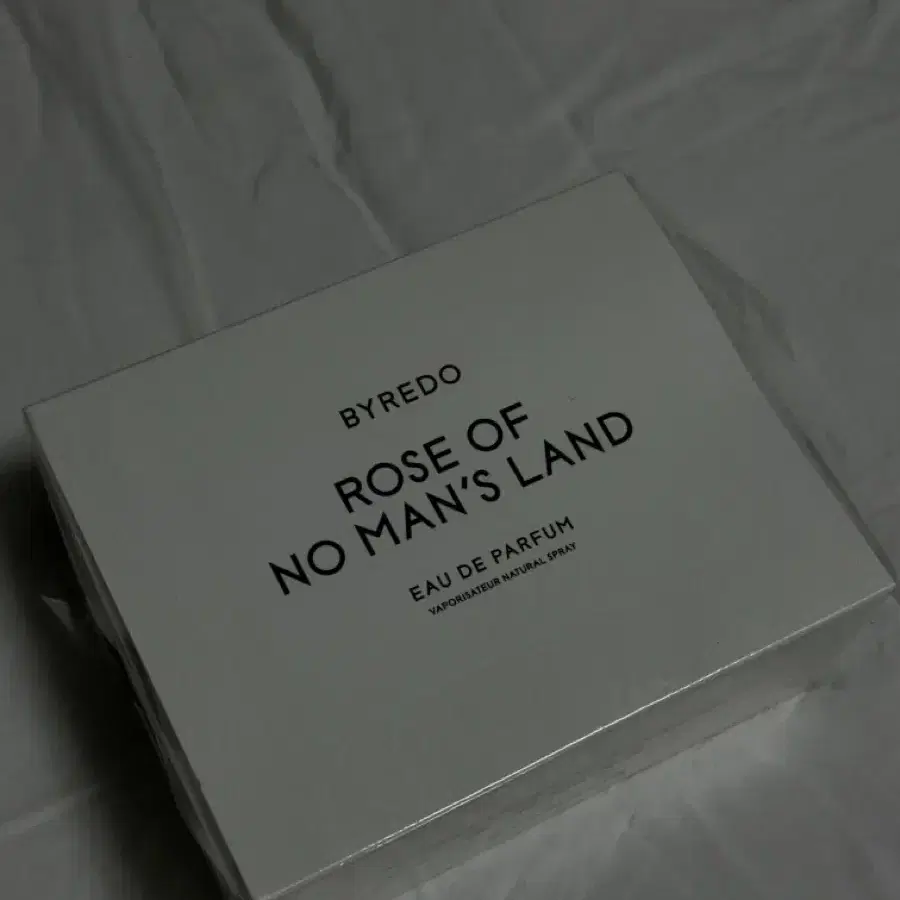 BYREDO
ROSE OF
NO MAN'S LAND
EAU DE PARFUM
VAPORISATEUR NATURAL SPRAY